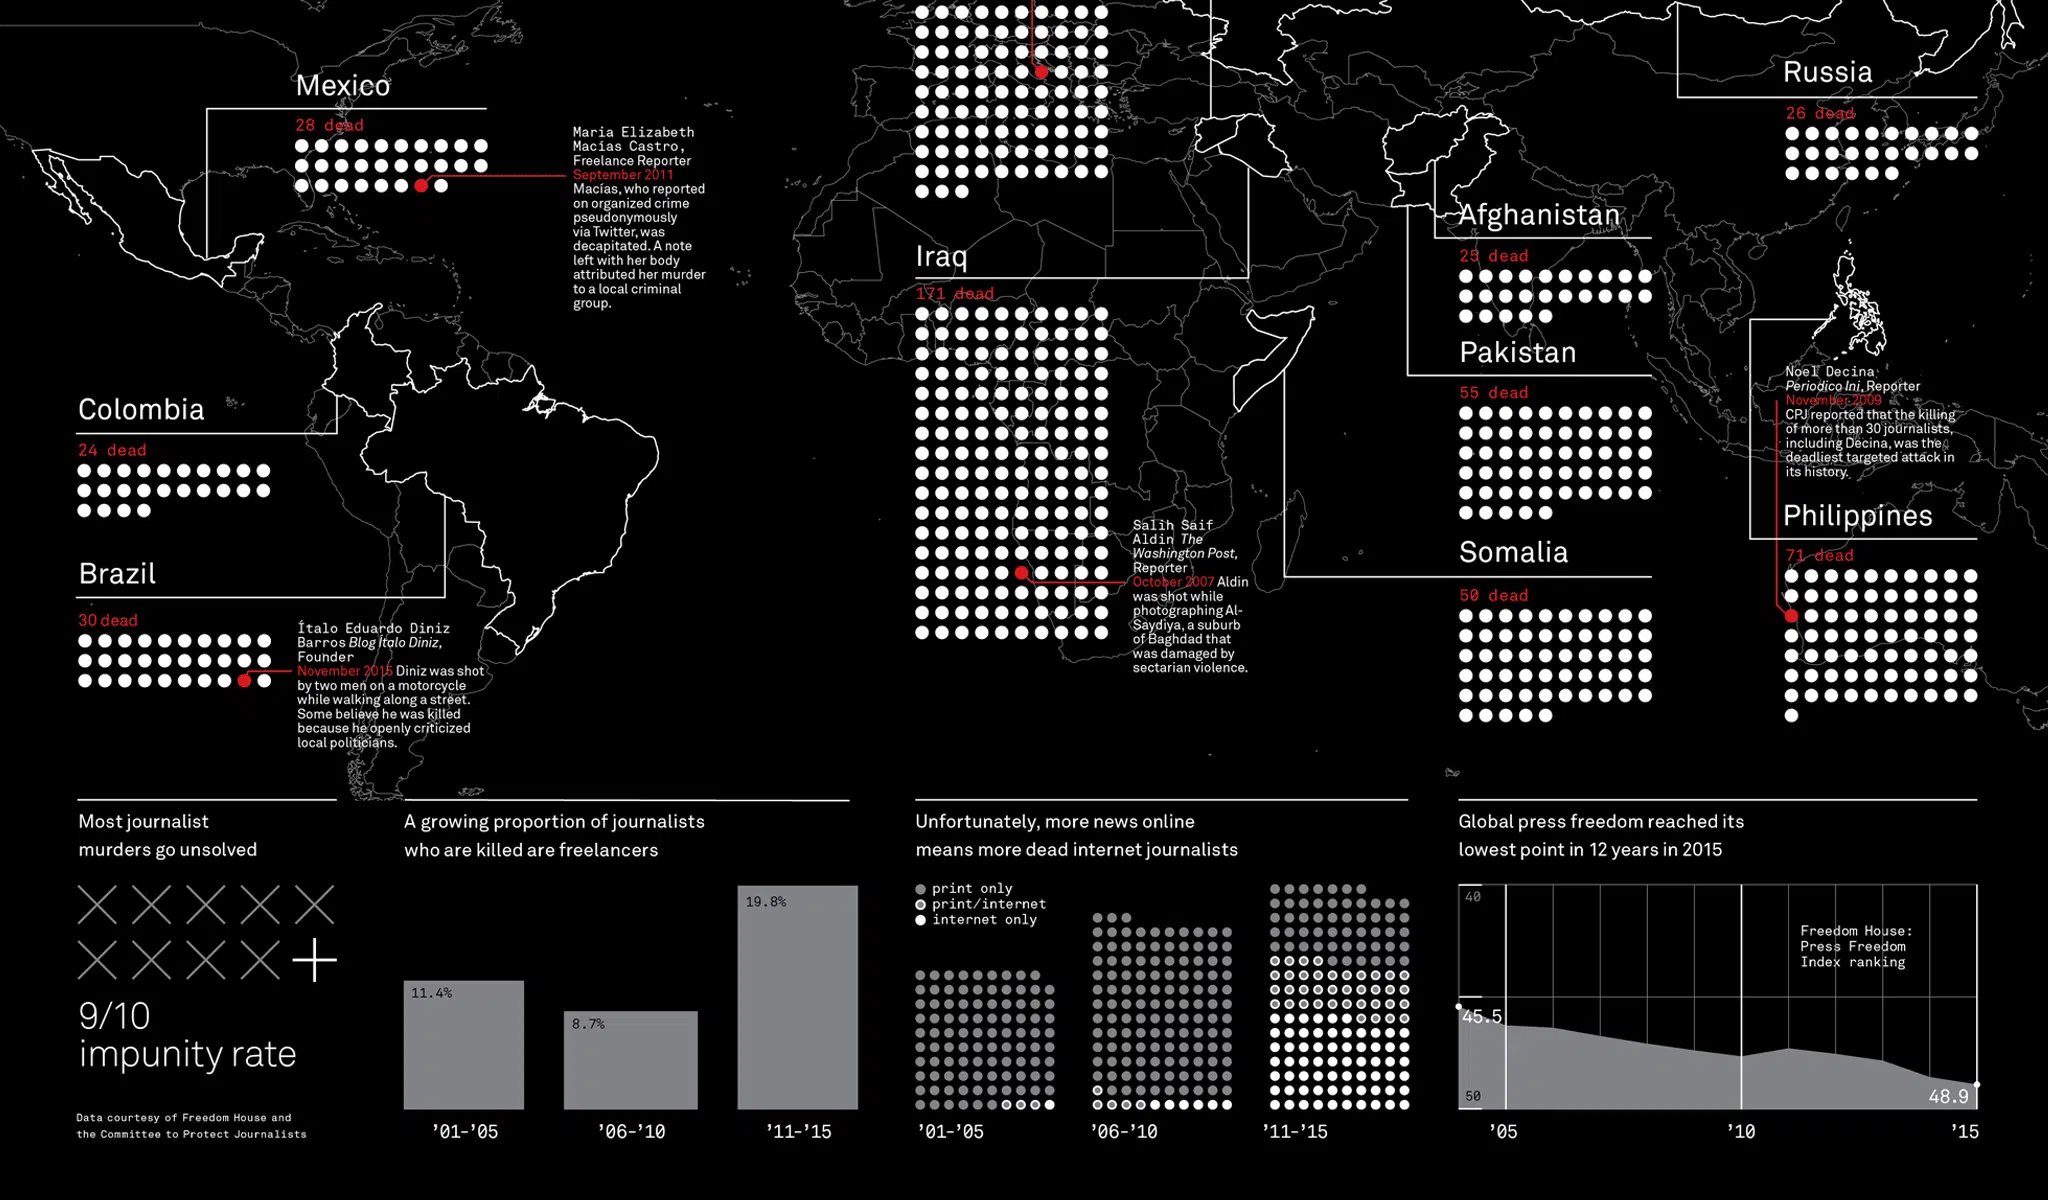 Mexico
28 dead
Maria Elizabeth
Macias Castro,
Freelance Reporter
September 2011
Macías, who reported
on organized crime
pseudonymously
via Twitter, was
decapitated. A note
left with her body
attributed her murder
to a local criminal
group.
Colombia
24 dead
Brazil
30 dead
Ítalo Eduardo Diniz
Barros Blog Ítalo Diniz,
Founder
November 2015 Diniz was shot
by two men on a motorcycle
while walking along a street.
Some believe he was killed
because he openly criticized
local politicians.
Iraq
171 dead
Salih Saif
Aldin The
Washington Post,
Reporter
October 2007 Aldin
was shot while
photographing Al-
Saydiya, a suburb
of Baghdad that
was damaged by
sectarian violence.
Afghanistan
25 dead
Pakistan
55 dead
Somalia
50 dead
Russia
26 dead
Noel Decina
Periodico Ini, Reporter
November 2009
CPJ reported that the killing
of more than 30 journalists,
including Decina, was the
deadliest targeted attack in
its history.
Philippines
71 dead
Most journalist
murders go unsolved
9/10
impunity rate
Data courtesy of Freedom House and
the Committee to Protect Journalists
A growing proportion of journalists
who are killed are freelancers
11.4%
8.7%
19.8%
’01–’05
’06–’10
’11–’15
Unfortunately, more news online
means more dead internet journalists
print only
print/internet
internet only
’01–’05
’06–’10
’11–’15
Global press freedom reached its
lowest point in 12 years in 2015
40
Freedom House:
Press Freedom
Index ranking
45.5
50
48.9
’05
’10
’15